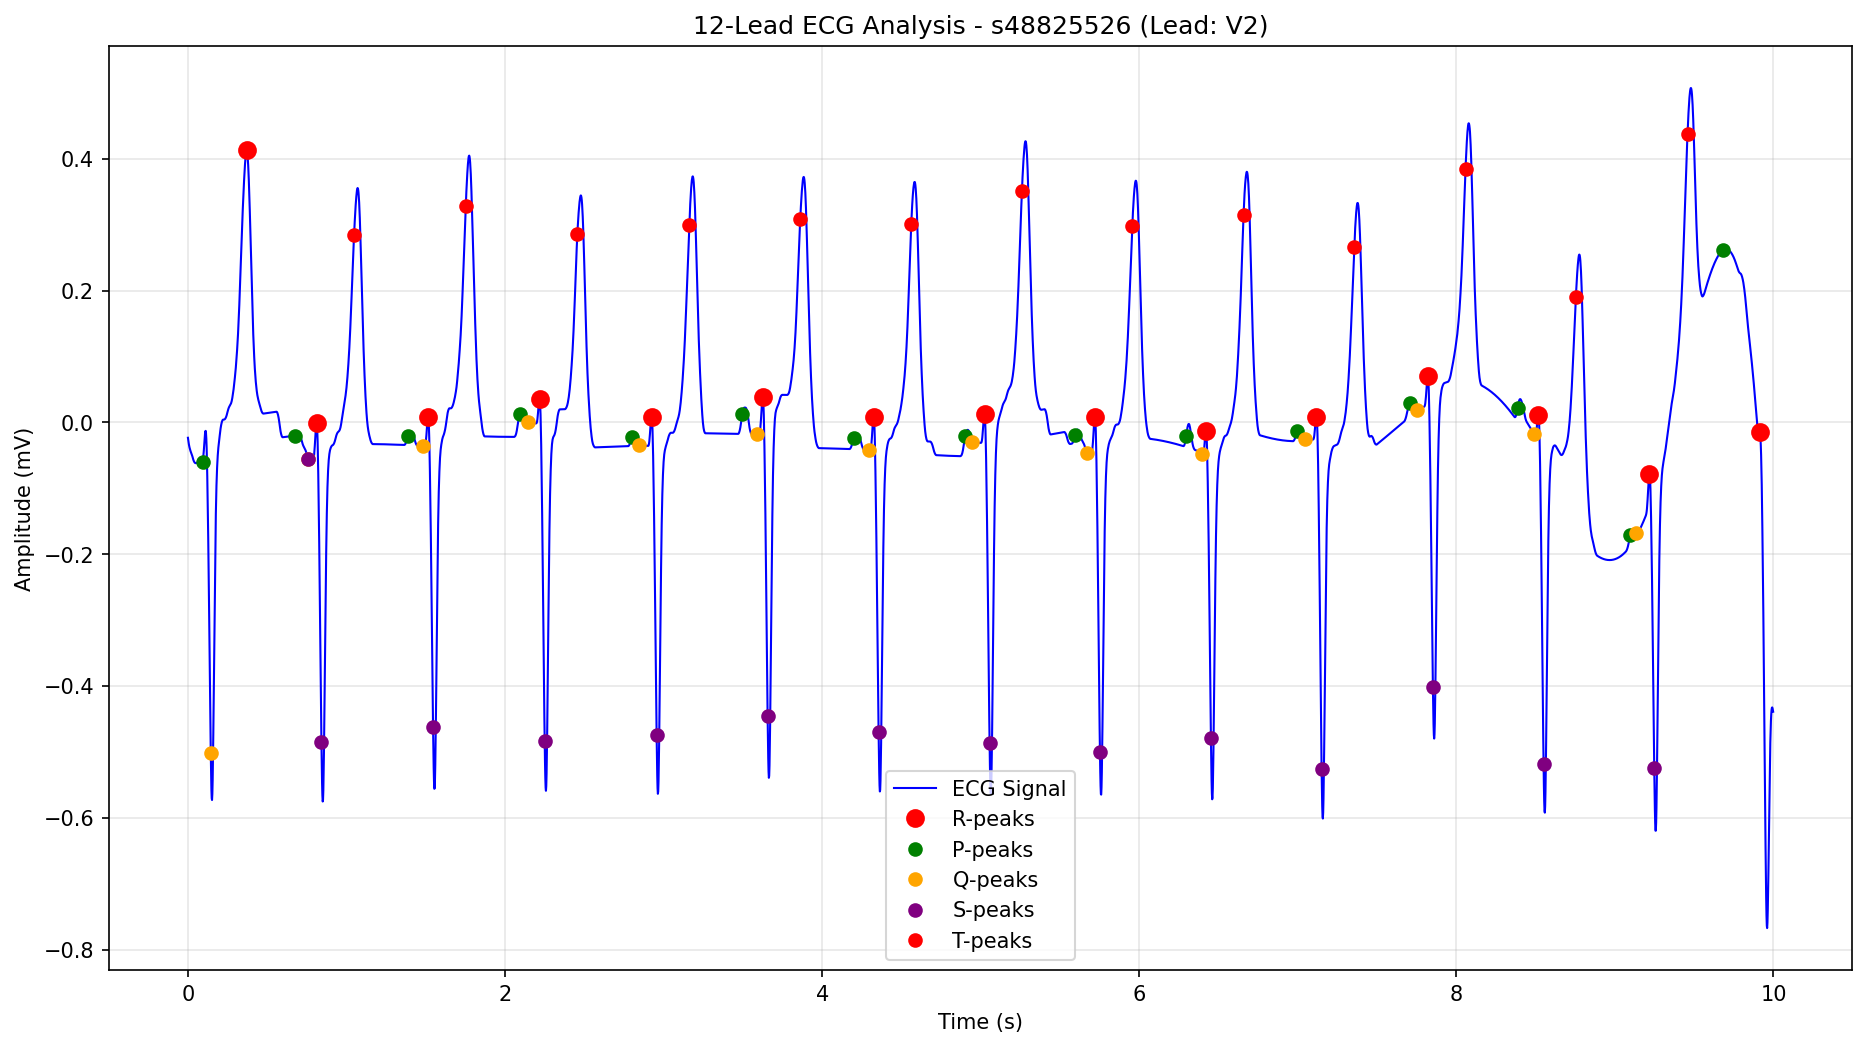 12-Lead ECG Analysis - s48825526 (Lead: V2)
Amplitude (mV)
0.4
0.2
0.0
−0.2
−0.4
−0.6
−0.8
ECG Signal
R-peaks
P-peaks
Q-peaks
S-peaks
T-peaks
0 2 4 6 8 10
Time (s)